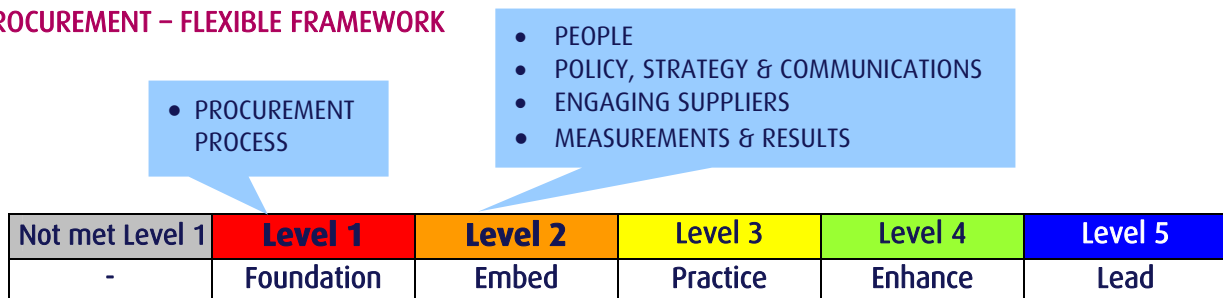 ROCUREMENT – FLEXIBLE FRAMEWORK
• PEOPLE
• POLICY, STRATEGY & COMMUNICATIONS
• ENGAGING SUPPLIERS
• MEASUREMENTS & RESULTS
• PROCUREMENT
PROCESS
Not met Level 1 Level 1 Level 2 Level 3 Level 4 Level 5
- Foundation Embed Practice Enhance Lead